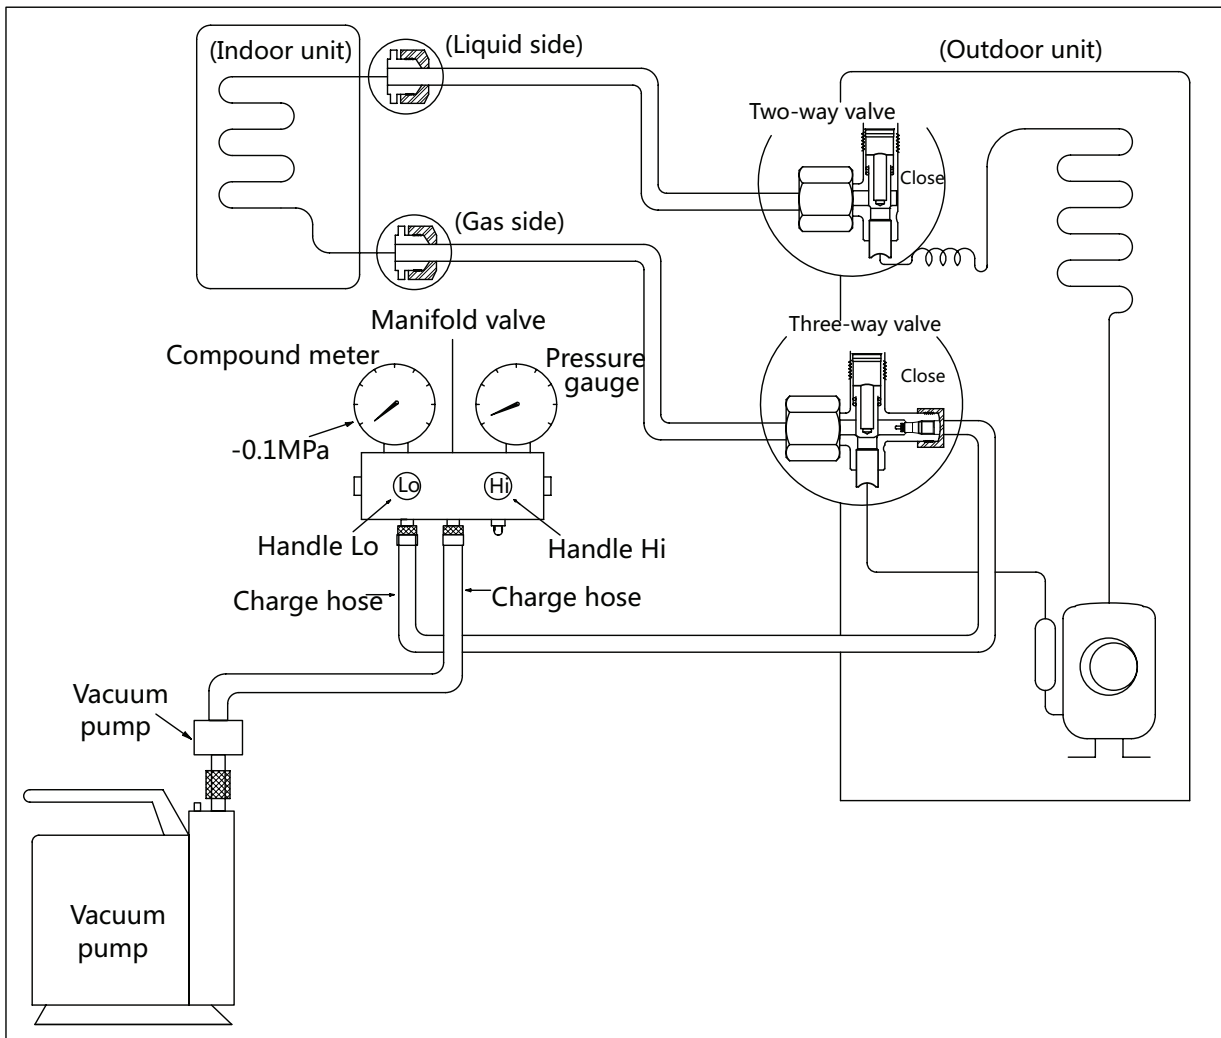 (Indoor unit)
(Liquid side)
(Outdoor unit)
Two-way valve
Close
(Gas side)
Manifold valve
Three-way valve
Compound meter
Pressure
gauge
Close
-0.1MPa
Lo
Hi
Handle Lo
Handle Hi
Charge hose
Charge hose
Vacuum
pump
Vacuum
pump